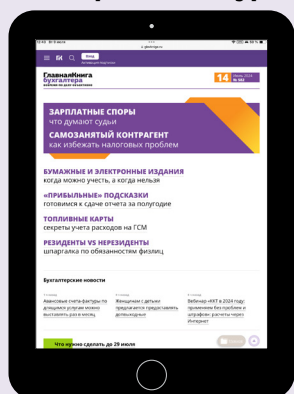 Вход
ГлавнаяКнига
бухгалтера
14
июль 2024
ЗАРПЛАТНЫЕ СПОРЫ
что думают судьи
САМОЗАНЯТЫЙ КОНТРАГЕНТ
как избежать налоговых проблем
БУМАЖНЫЕ И ЭЛЕКТРОННЫЕ ИЗДАНИЯ
когда можно учесть, а когда нельзя
«ПРИБЫЛЬНЫЕ» ПОДСКАЗКИ
готовимся к сдаче отчета за полугодие
ТОПЛИВНЫЕ КАРТЫ
секреты учета расходов на ГСМ
РЕЗИДЕНТЫ VS НЕРЕЗИДЕНТЫ
шпаргалка по обязанностям физлиц
Бухгалтерские новости
Авансовые счета-фактуры по
длящимся услугам можно
выставлять раз в месяц
Женщинам с детьми
предлагается предоставлять
дополнительные
Вебинар «ККТ в 2024 году:
применяем без проблем и
штрафов»: расчеты через
Интернет
Что нужно сделать до 29 июля